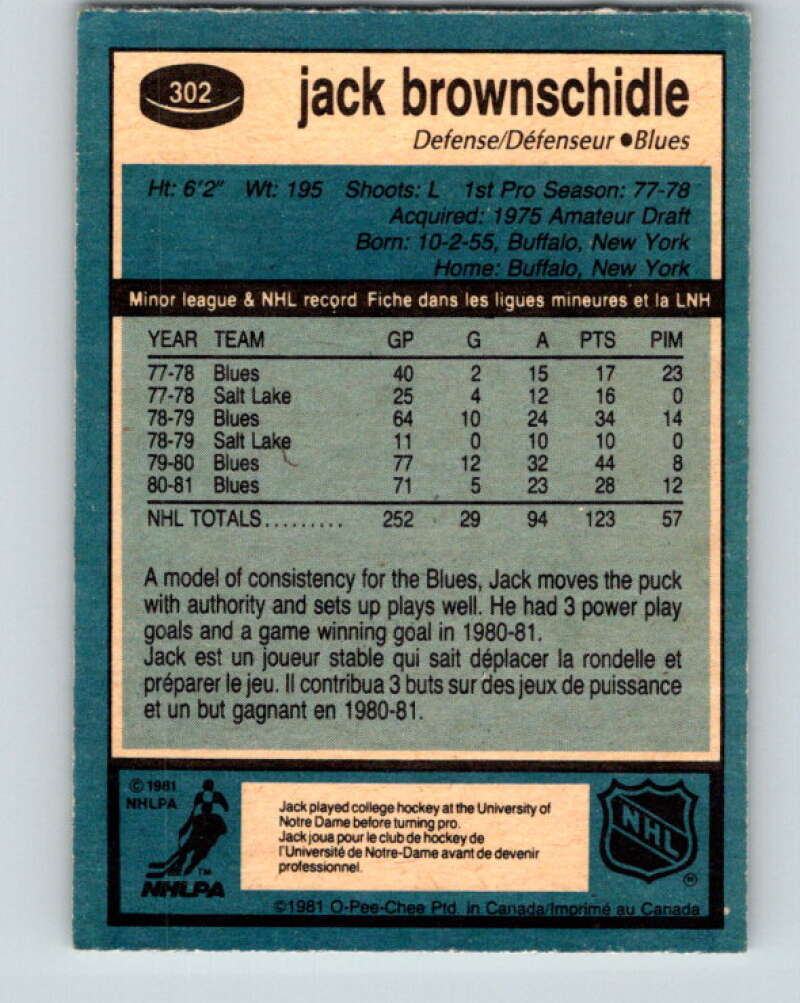 302
jack brownschidle
Defense/Défenseur ●Blues
Ht: 6'2" Wt: 195 Shoots: L 1st Pro Season: 77-78
Acquired: 1975 Amateur Draft
Born: 10-2-55, Buffalo, New York
Home: Buffalo, New York
Minor league & NHL record Fiche dans les ligues mineures et la LNH
YEAR TEAM GP G A PTS PIM
77-78 Blues 40 2 15 17 23
77-78 Salt Lake 25 4 12 16 0
78-79 Blues 64 10 24 34 14
78-79 Salt Lake 11 0 10 10 0
79-80 Blues 77 12 32 44 8
80-81 Blues 71 5 23 28 12
NHL TOTALS......... 252 29 94 123 57
A model of consistency for the Blues, Jack moves the puck
with authority and sets up plays well. He had 3 power play
goals and a game winning goal in 1980-81.
Jack est un joueur stable qui sait déplacer la rondelle et
préparer le jeu. Il contribua 3 buts sur des jeux de puissance
et un but gagnant en 1980-81.
© 1981
NHLPA
TM
NHLPA
Jack played college hockey at the University of
Notre Dame before turning pro.
Jack joua pour le club de hockey de
l'Université de Notre-Dame avant de devenir
professionnel.
NHL
®
©1981 O-Pee-Chee Ptd. in Canada/Imprimé au Canada